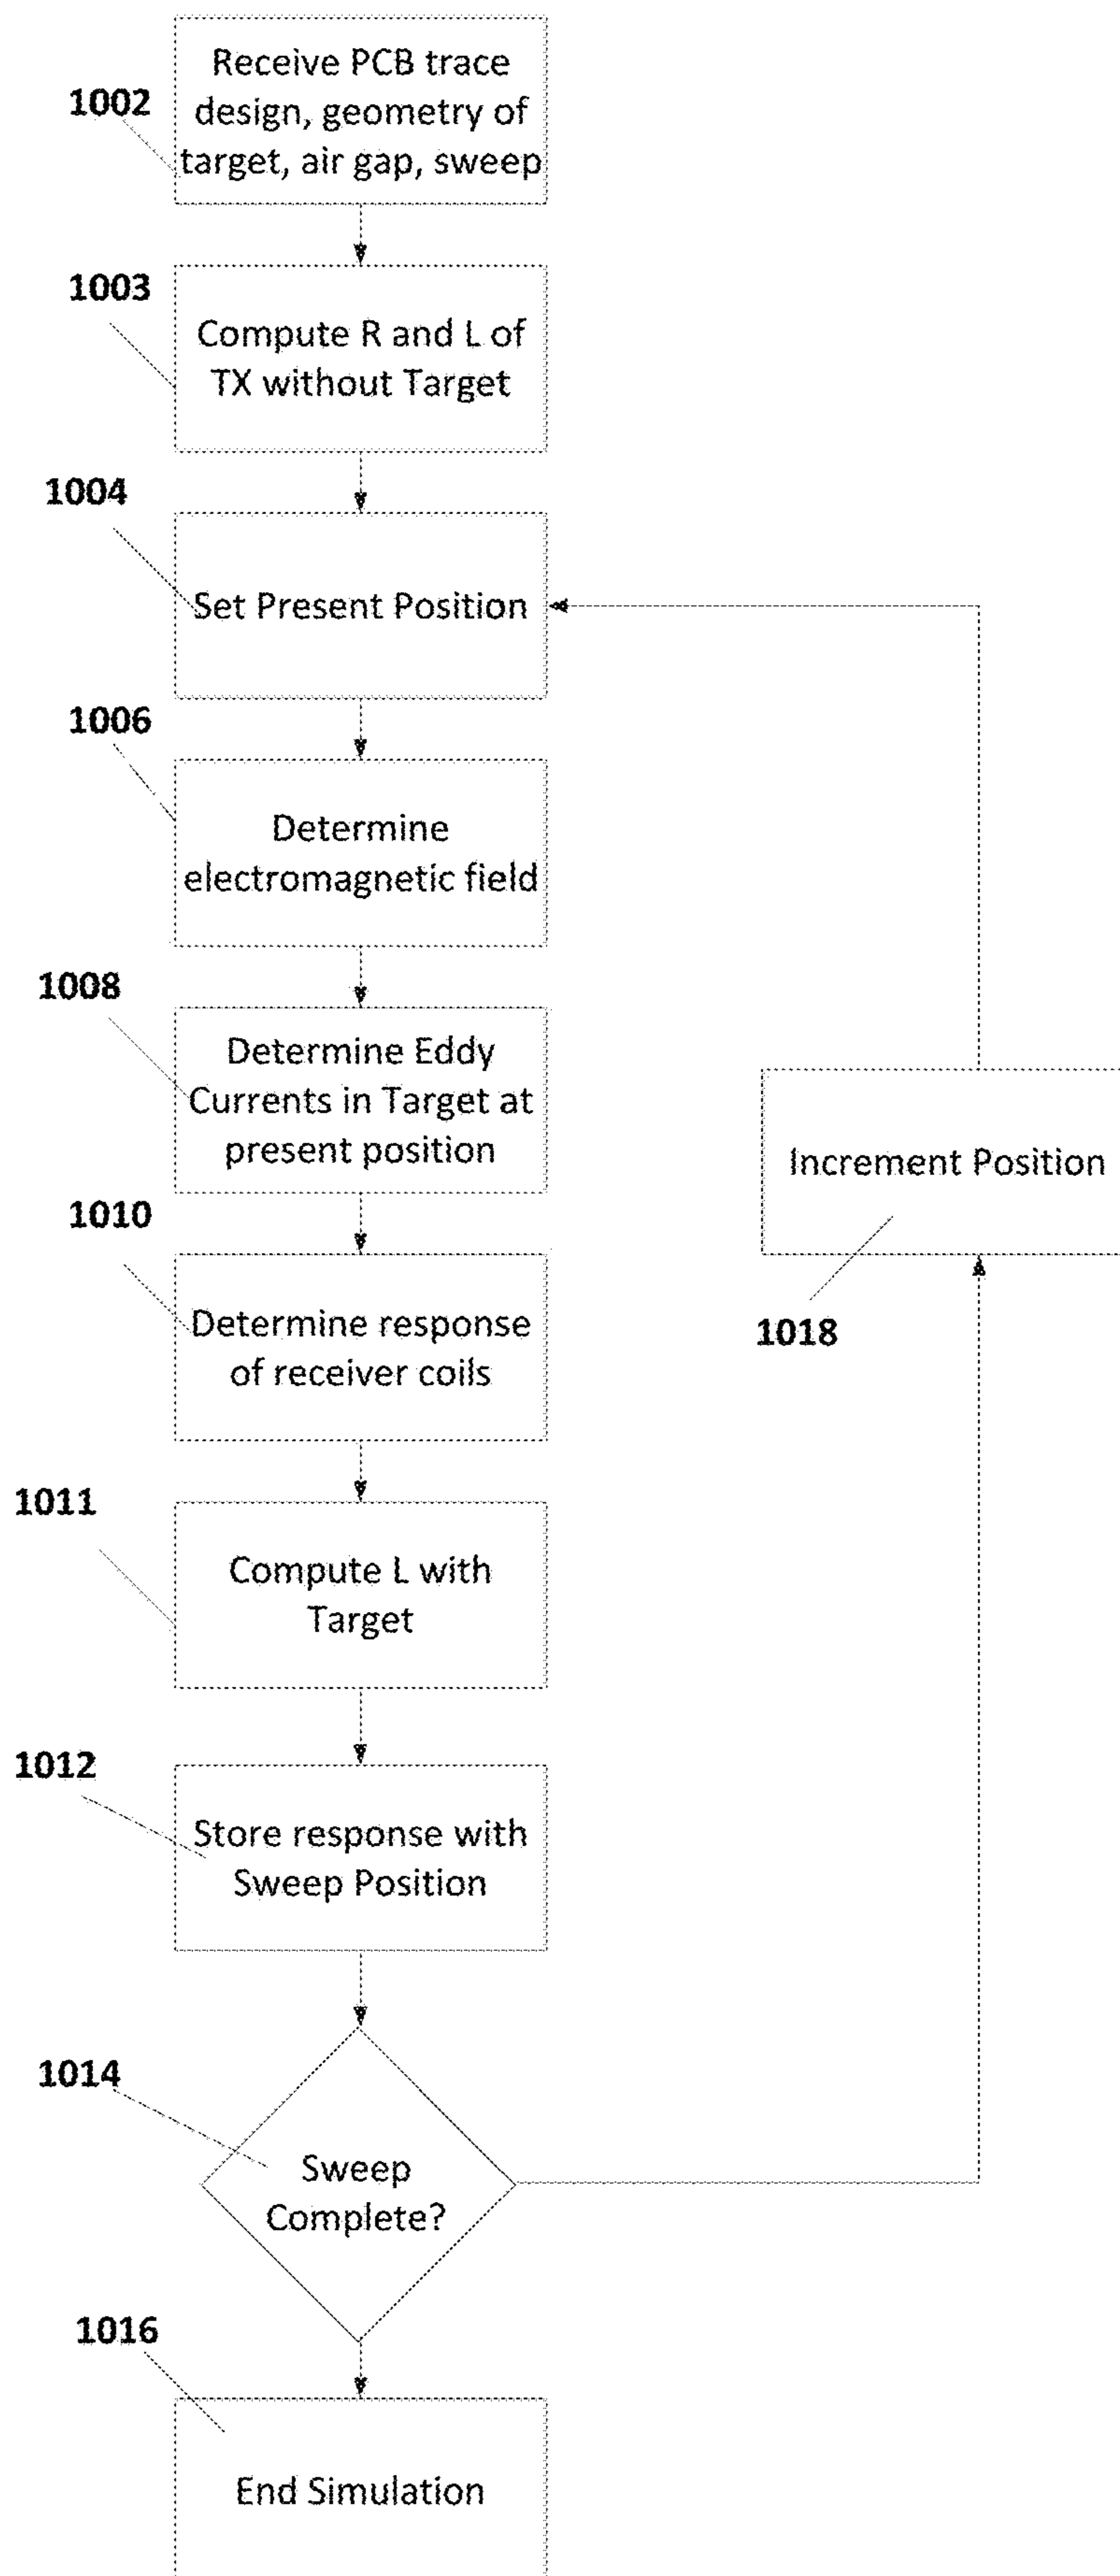 Receive PCB trace
design, geometry of
target, air gap, sweep
1002
Compute R and L of
TX without Target
1003
Set Present Position
1004
Determine
electromagnetic field
1006
Determine Eddy
Currents in Target at
present position
1008
Determine response
of receiver coils
1010
Compute L with
Target
1011
Store response with
Sweep Position
1012
Sweep
Complete?
1014
End Simulation
1016
Increment Position
1018